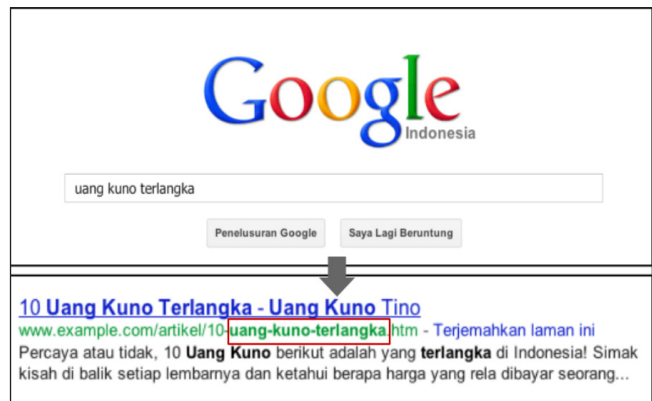 Google
Indonesia
uang kuno terlangka
Penelusuran Google Saya Lagi Beruntung
10 Uang Kuno Terlangka - Uang Kuno Tino
www.example.com/artikel/10-uang-kuno-terlangka.htm - Terjemahkan laman ini
Percaya atau tidak, 10 Uang Kuno berikut adalah yang terlangka di Indonesia! Simak
kisah di balik setiap lembarnya dan ketahui berapa harga yang rela dibayar seorang...